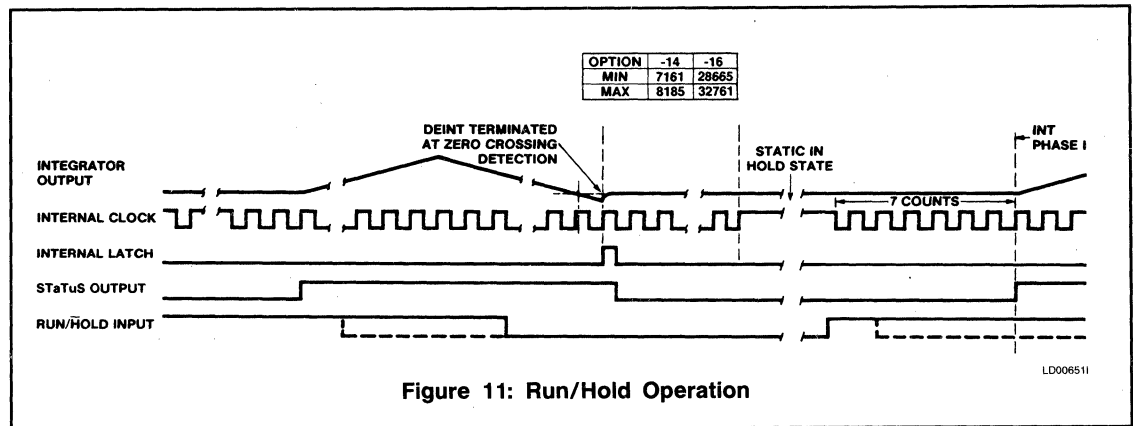 OPTION -14 -16
MIN 7161 28665
MAX 8185 32761
DEINT TERMINATED
AT ZERO CROSSING
DETECTION
STATIC IN
HOLD STATE
INT
PHASE I
INTEGRATOR
OUTPUT
7 COUNTS
INTERNAL CLOCK
INTERNAL LATCH
STaTuS OUTPUT
RUN/H̅OLD INPUT
LD00651I
Figure 11: Run/Hold Operation